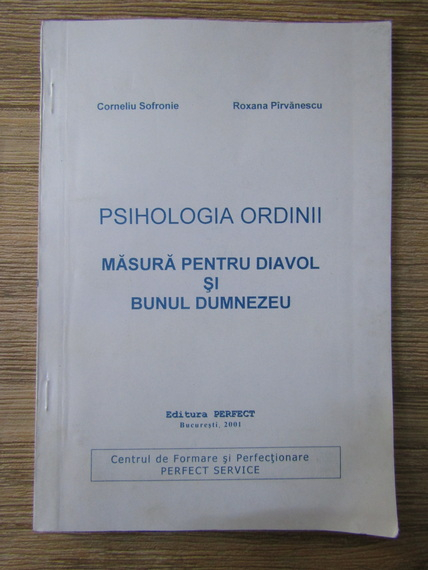 Corneliu Sofronie Roxana Pîrvănescu
PSIHOLOGIA ORDINII
MĂSURĂ PENTRU DIAVOL
ŞI
BUNUL DUMNEZEU
Editura PERFECT
Bucureşti, 2001
Centrul de Formare şi Perfecţionare
PERFECT SERVICE